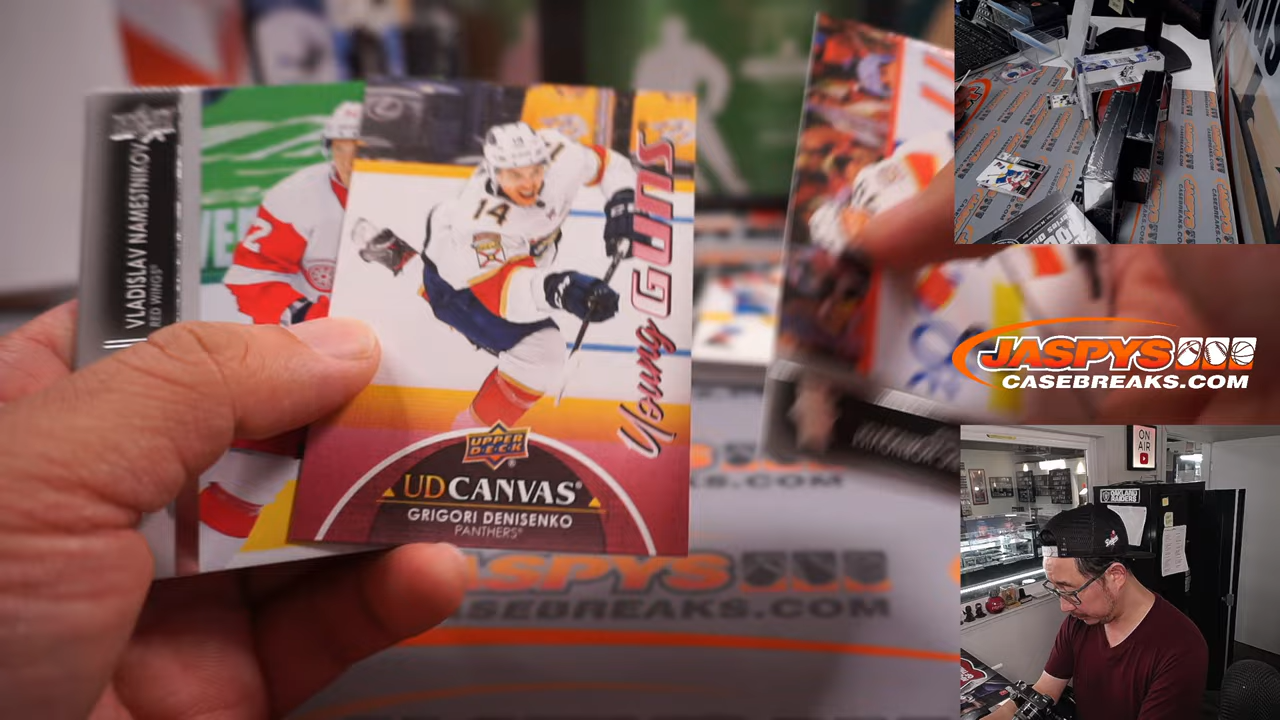 VLADISLAV NAMESTNIKOV
RED WINGS
14
2
Young GUNS
UPPER DECK
UD CANVAS®
GRIGORI DENISENKO
PANTHERS®
JASPYS
CASEBREAKS.COM
JASPYS
CASEBREAKS.COM
ON AIR
OAKLAND
RAIDERS